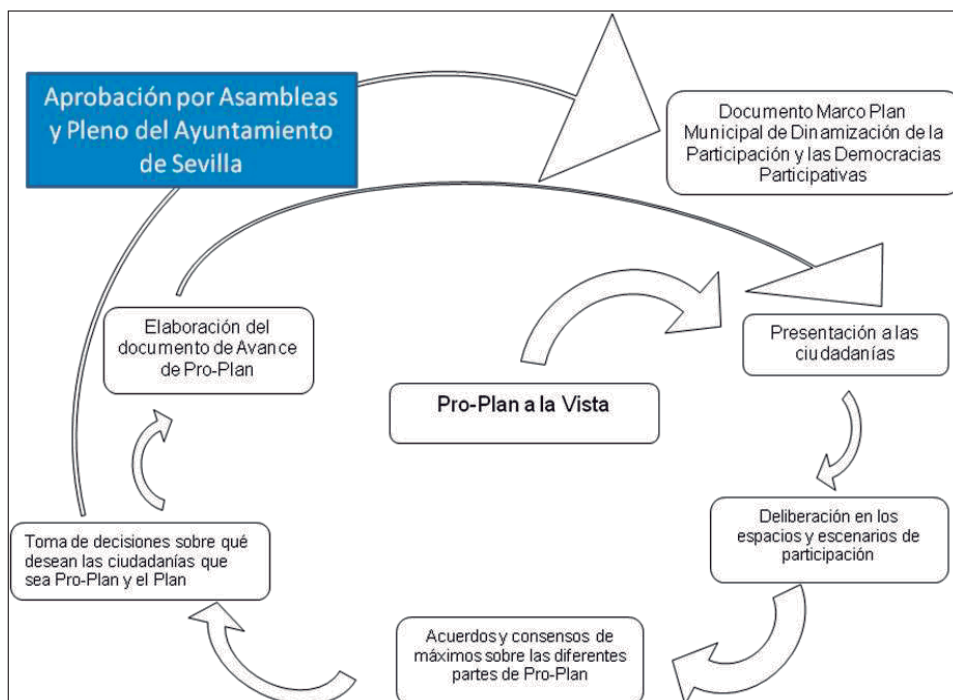 Aprobación por Asambleas
y Pleno del Ayuntamiento
de Sevilla
Documento Marco Plan
Municipal de Dinamización de la
Participación y las Democracias
Participativas
Elaboración del
documento de Avance
de Pro-Plan
Presentación a las
ciudadanías
Pro-Plan a la Vista
Deliberación en los
espacios y escenarios de
participación
Toma de decisiones sobre qué
desean las ciudadanías que
sea Pro-Plan y el Plan
Acuerdos y consensos de
máximos sobre las diferentes
partes de Pro-Plan